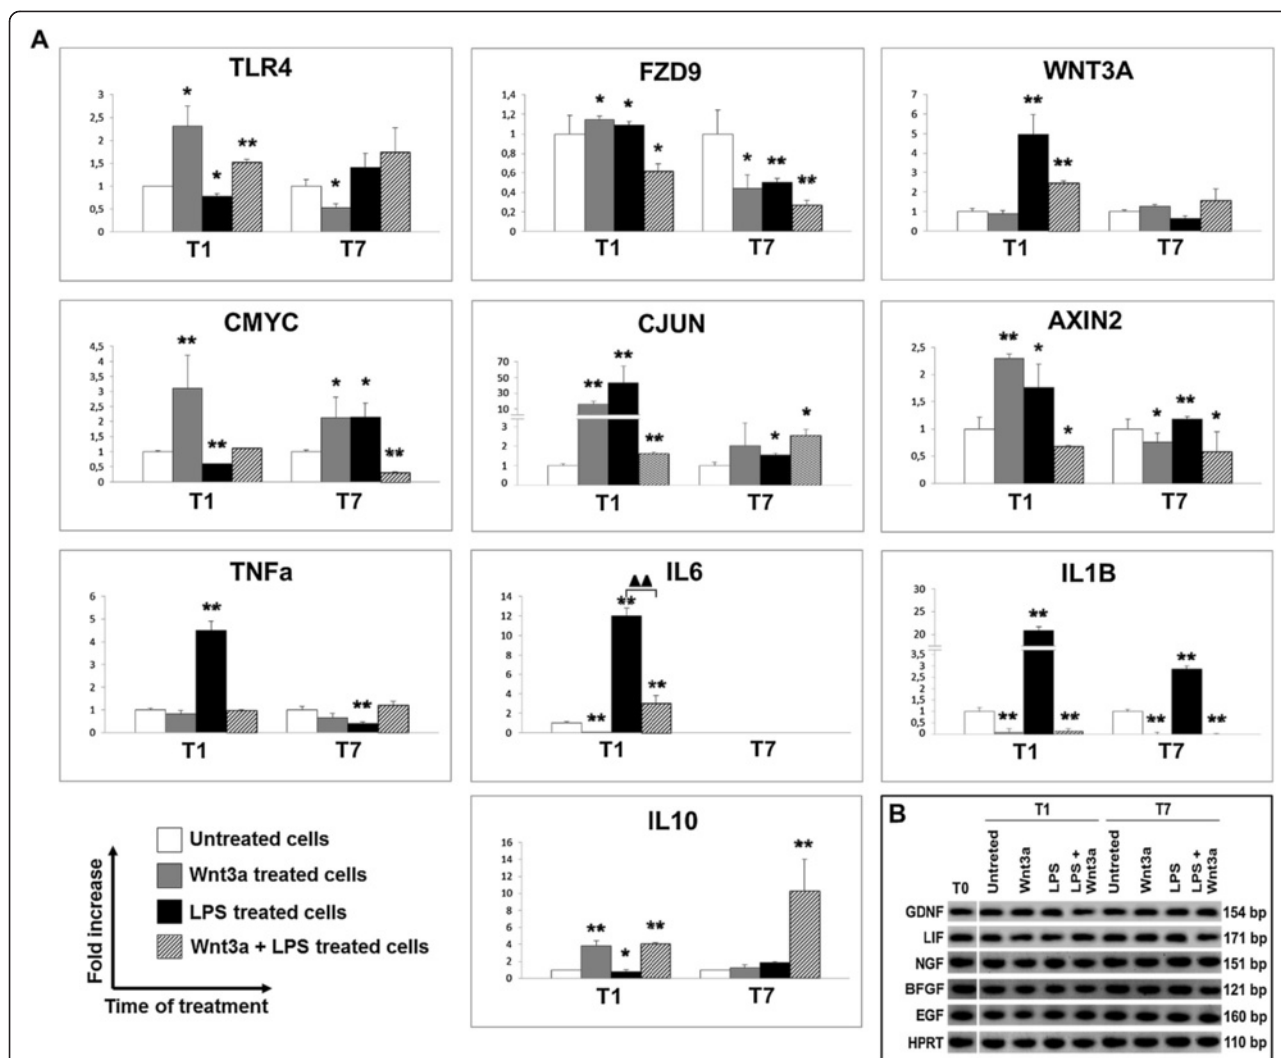 A
TLR4
3
2,5
2
1,5
1
0,5
0
*
*
**
*
T1 T7
FZD9
1,4
1,2
1
0,8
0,6
0,4
0,2
0
* * *
* ** **
T1 T7
WNT3A
7
6
5
4
3
2
1
0
**
**
T1 T7
CMYC
4,5
4
3,5
3
2,5
2
1,5
1
0,5
0
**
**
* *
**
T1 T7
CJUN
70
50
30
10
3
2
1
0
** ** **
* *
T1 T7
AXIN2
2,5
2
1,5
1
0,5
0
** * *
* ** *
T1 T7
TNFa
6
5
4
3
2
1
0
**
**
T1 T7
IL6
14
12
10
8
6
4
2
0
▲▲
** ** **
T1 T7
IL1B
30
25
20
3,5
3
2,5
2
1,5
1
0,5
0
** ** **
** ** **
T1 T7
IL10
16
14
12
10
8
6
4
2
0
** * **
**
T1 T7
Fold increase
Time of treatment
Untreated cells
Wnt3a treated cells
LPS treated cells
Wnt3a + LPS treated cells
B
T1 T7
T0 Untreted Wnt3a LPS LPS + Wnt3a Untreted Wnt3a LPS LPS + Wnt3a
GDNF 154 bp
LIF 171 bp
NGF 151 bp
BFGF 121 bp
EGF 160 bp
HPRT 110 bp